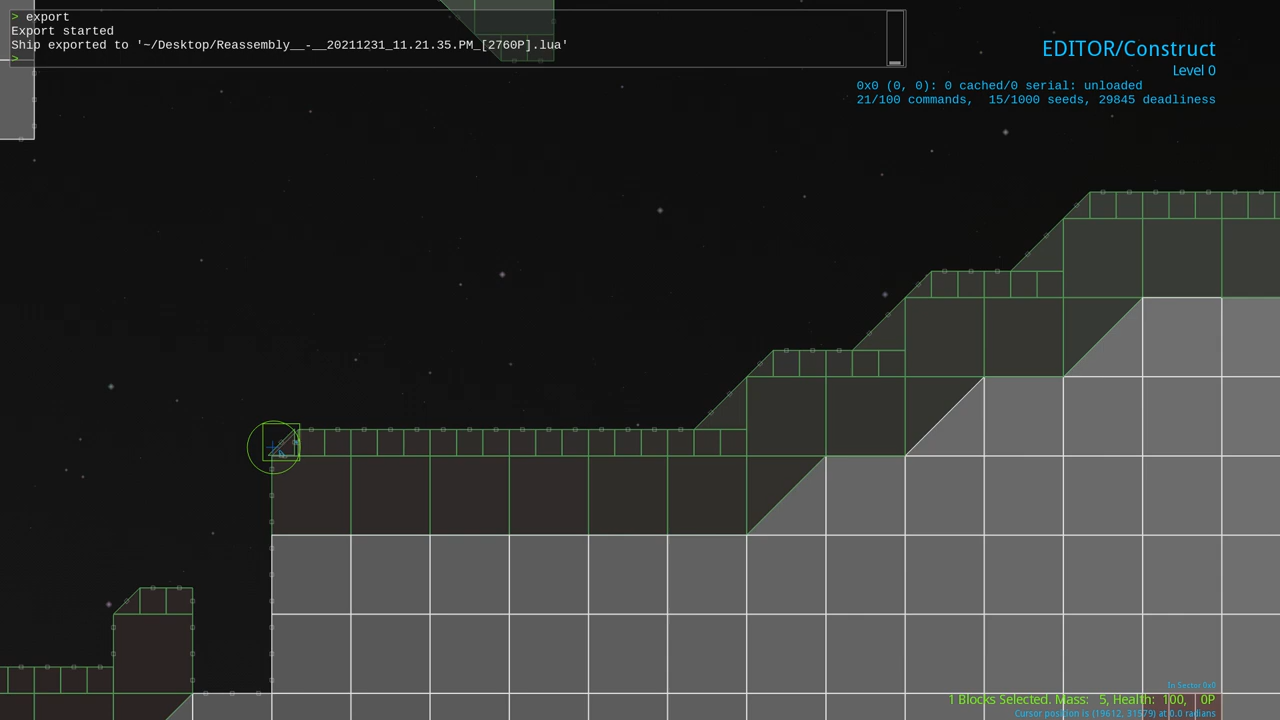 > export
Export started
Ship exported to '~/Desktop/Reassembly__-__20211231_11.21.35.PM_[2760P].lua'
>
EDITOR/Construct
Level 0
0x0 (0, 0): 0 cached/0 serial: unloaded
21/100 commands,  15/1000 seeds, 29845 deadliness
In Sector 0x0
1 Blocks Selected. Mass:   5, Health:  100,    0P
Cursor position is (19612, 31579) at 0.0 radians